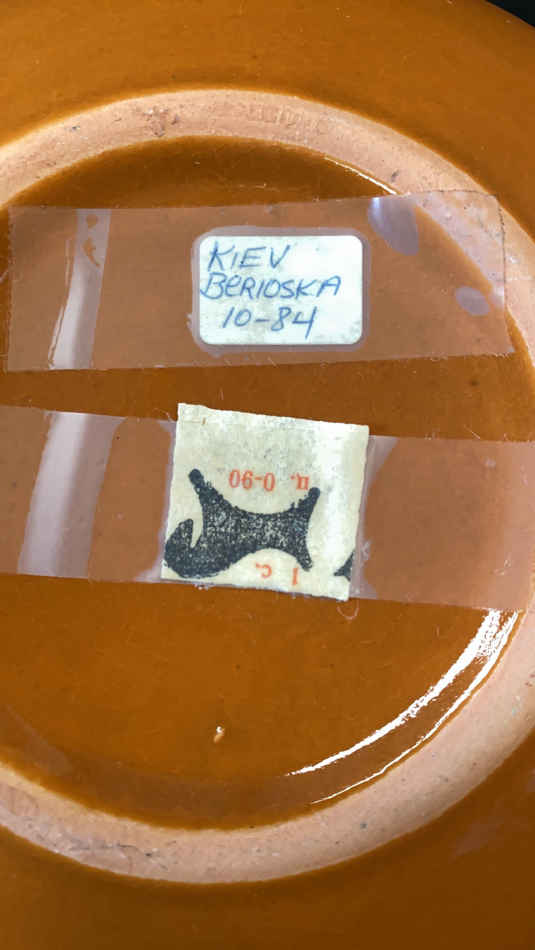 KIEV
BERIOSKA
10-84
ц. 0-90
1 с.